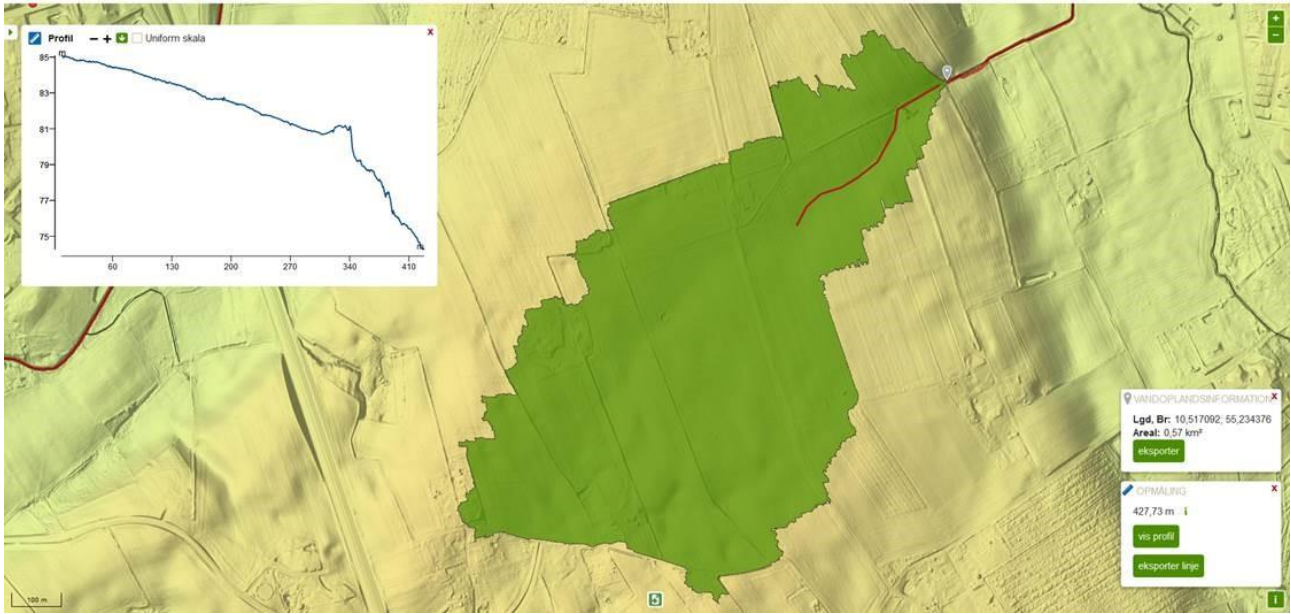 Profil − + Uniform skala x
m
85
83
81
79
77
75
m
60 130 200 270 340 410
+
−
VANDOPLANDSINFORMATION x
Lgd, Br: 10,517092; 55,234376
Areal: 0,57 km²
eksporter
OPMÅLING x
427,73 m i
vis profil
eksporter linje
100 m
i